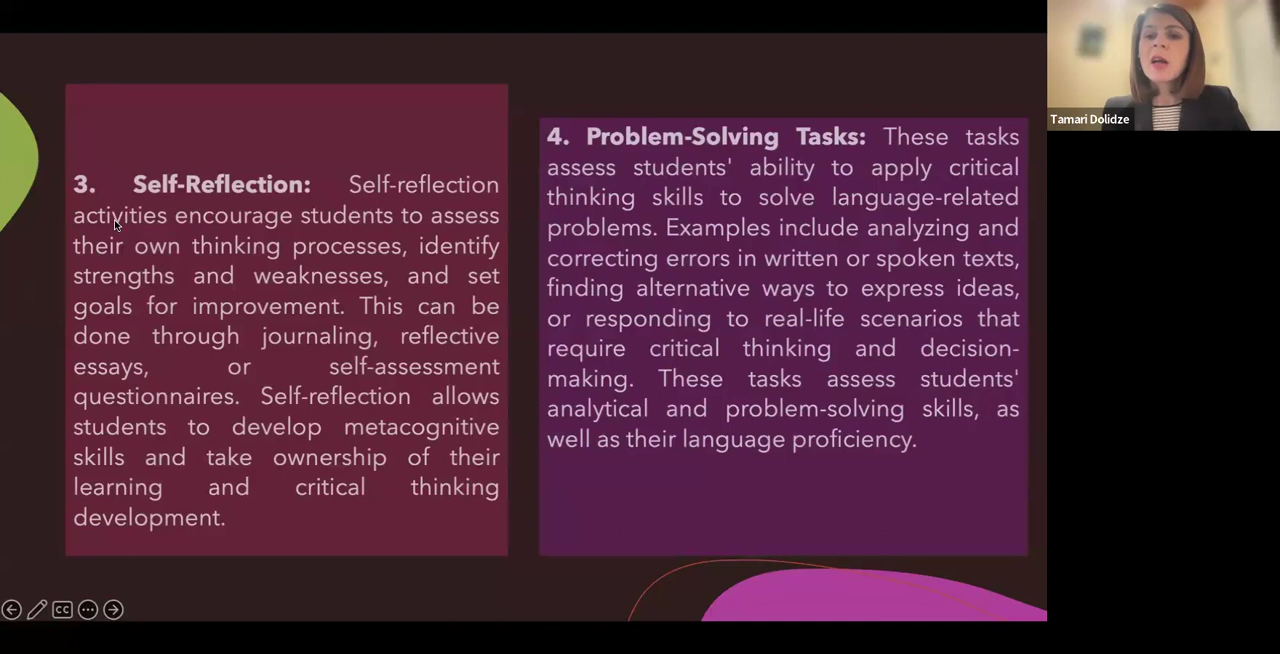 3. Self-Reflection: Self-reflection
activities encourage students to assess
their own thinking processes, identify
strengths and weaknesses, and set
goals for improvement. This can be
done through journaling, reflective
essays, or self-assessment
questionnaires. Self-reflection allows
students to develop metacognitive
skills and take ownership of their
learning and critical thinking
development.
4. Problem-Solving Tasks: These tasks
assess students' ability to apply critical
thinking skills to solve language-related
problems. Examples include analyzing and
correcting errors in written or spoken texts,
finding alternative ways to express ideas,
or responding to real-life scenarios that
require critical thinking and decision-
making. These tasks assess students'
analytical and problem-solving skills, as
well as their language proficiency.
Tamari Dolidze
CC